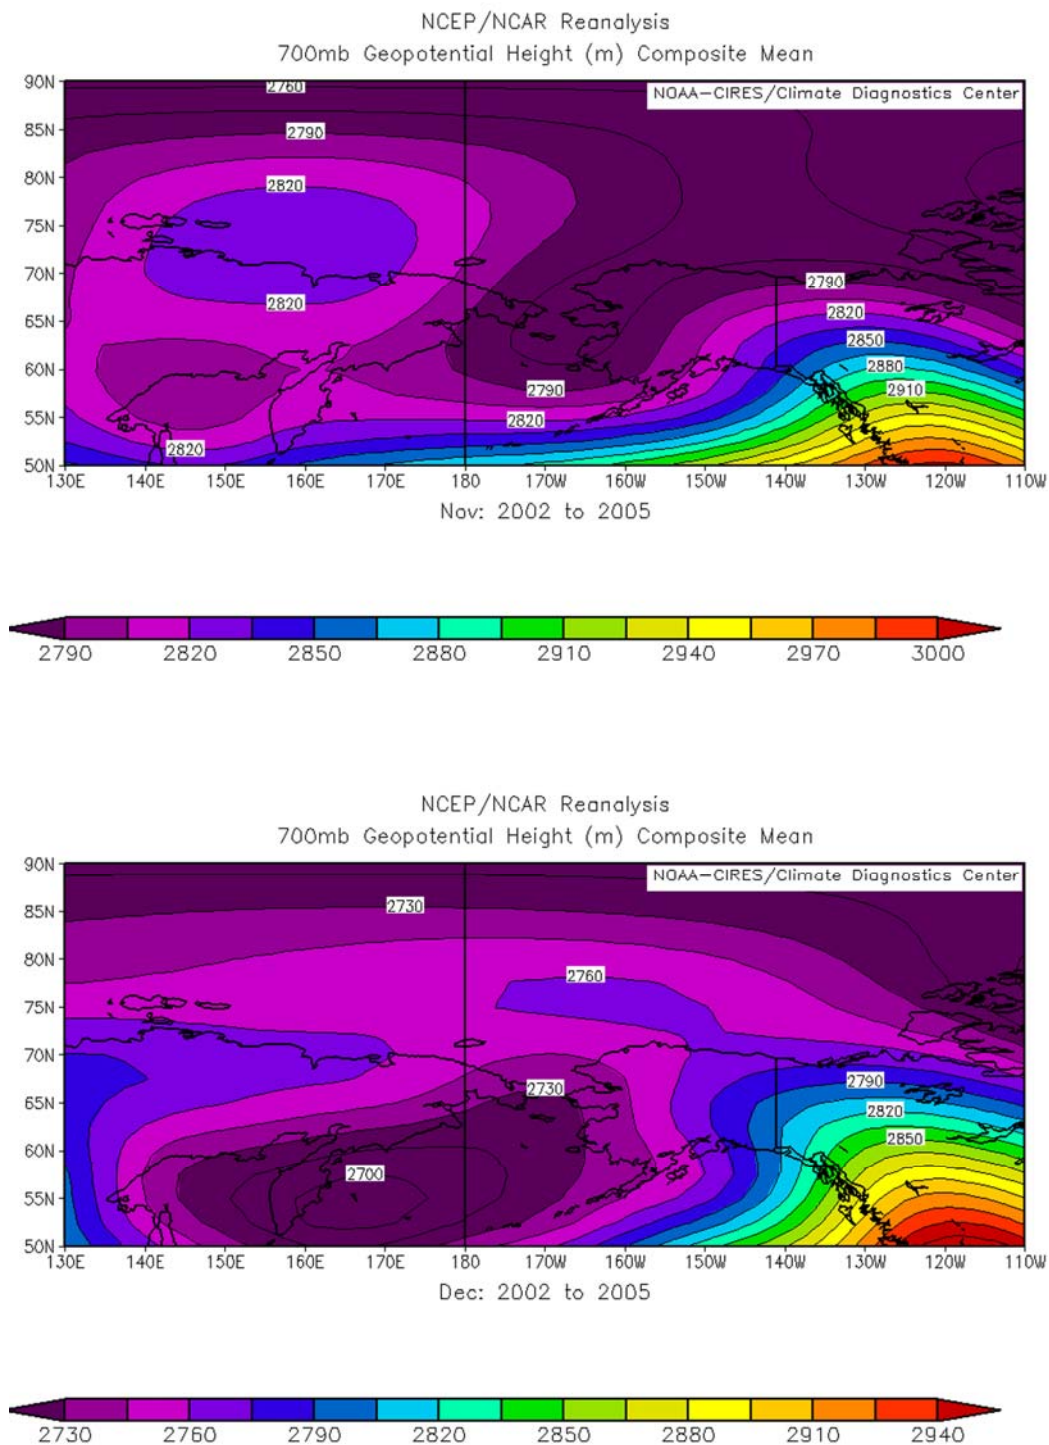 NCEP/NCAR Reanalysis
700mb Geopotential Height (m) Composite Mean
90N
2760
NOAA-CIRES/Climate Diagnostics Center
85N
2790
80N
2820
75N
70N
2790
2820
2820
65N
2850
60N
2880
2790
2910
55N
2820
2820
50N
130E 140E 150E 160E 170E 180 170W 160W 150W 140W 130W 120W 110W
Nov: 2002 to 2005
2790 2820 2850 2880 2910 2940 2970 3000
NCEP/NCAR Reanalysis
700mb Geopotential Height (m) Composite Mean
90N
NOAA-CIRES/Climate Diagnostics Center
85N
2730
80N
2760
75N
70N
2730
2790
65N
2820
60N
2850
2700
55N
50N
130E 140E 150E 160E 170E 180 170W 160W 150W 140W 130W 120W 110W
Dec: 2002 to 2005
2730 2760 2790 2820 2850 2880 2910 2940